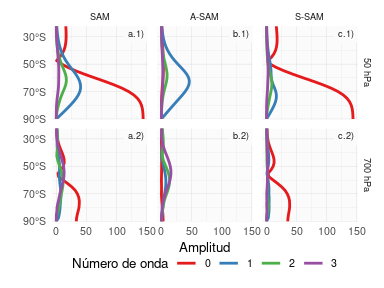 SAM A-SAM S-SAM
a.1) b.1) c.1)
30°S
50°S
70°S
90°S
50 hPa
a.2) b.2) c.2)
30°S
50°S
70°S
90°S
700 hPa
0 50 100 150 0 50 100 150 0 50 100 150
Amplitud
Número de onda 0 1 2 3